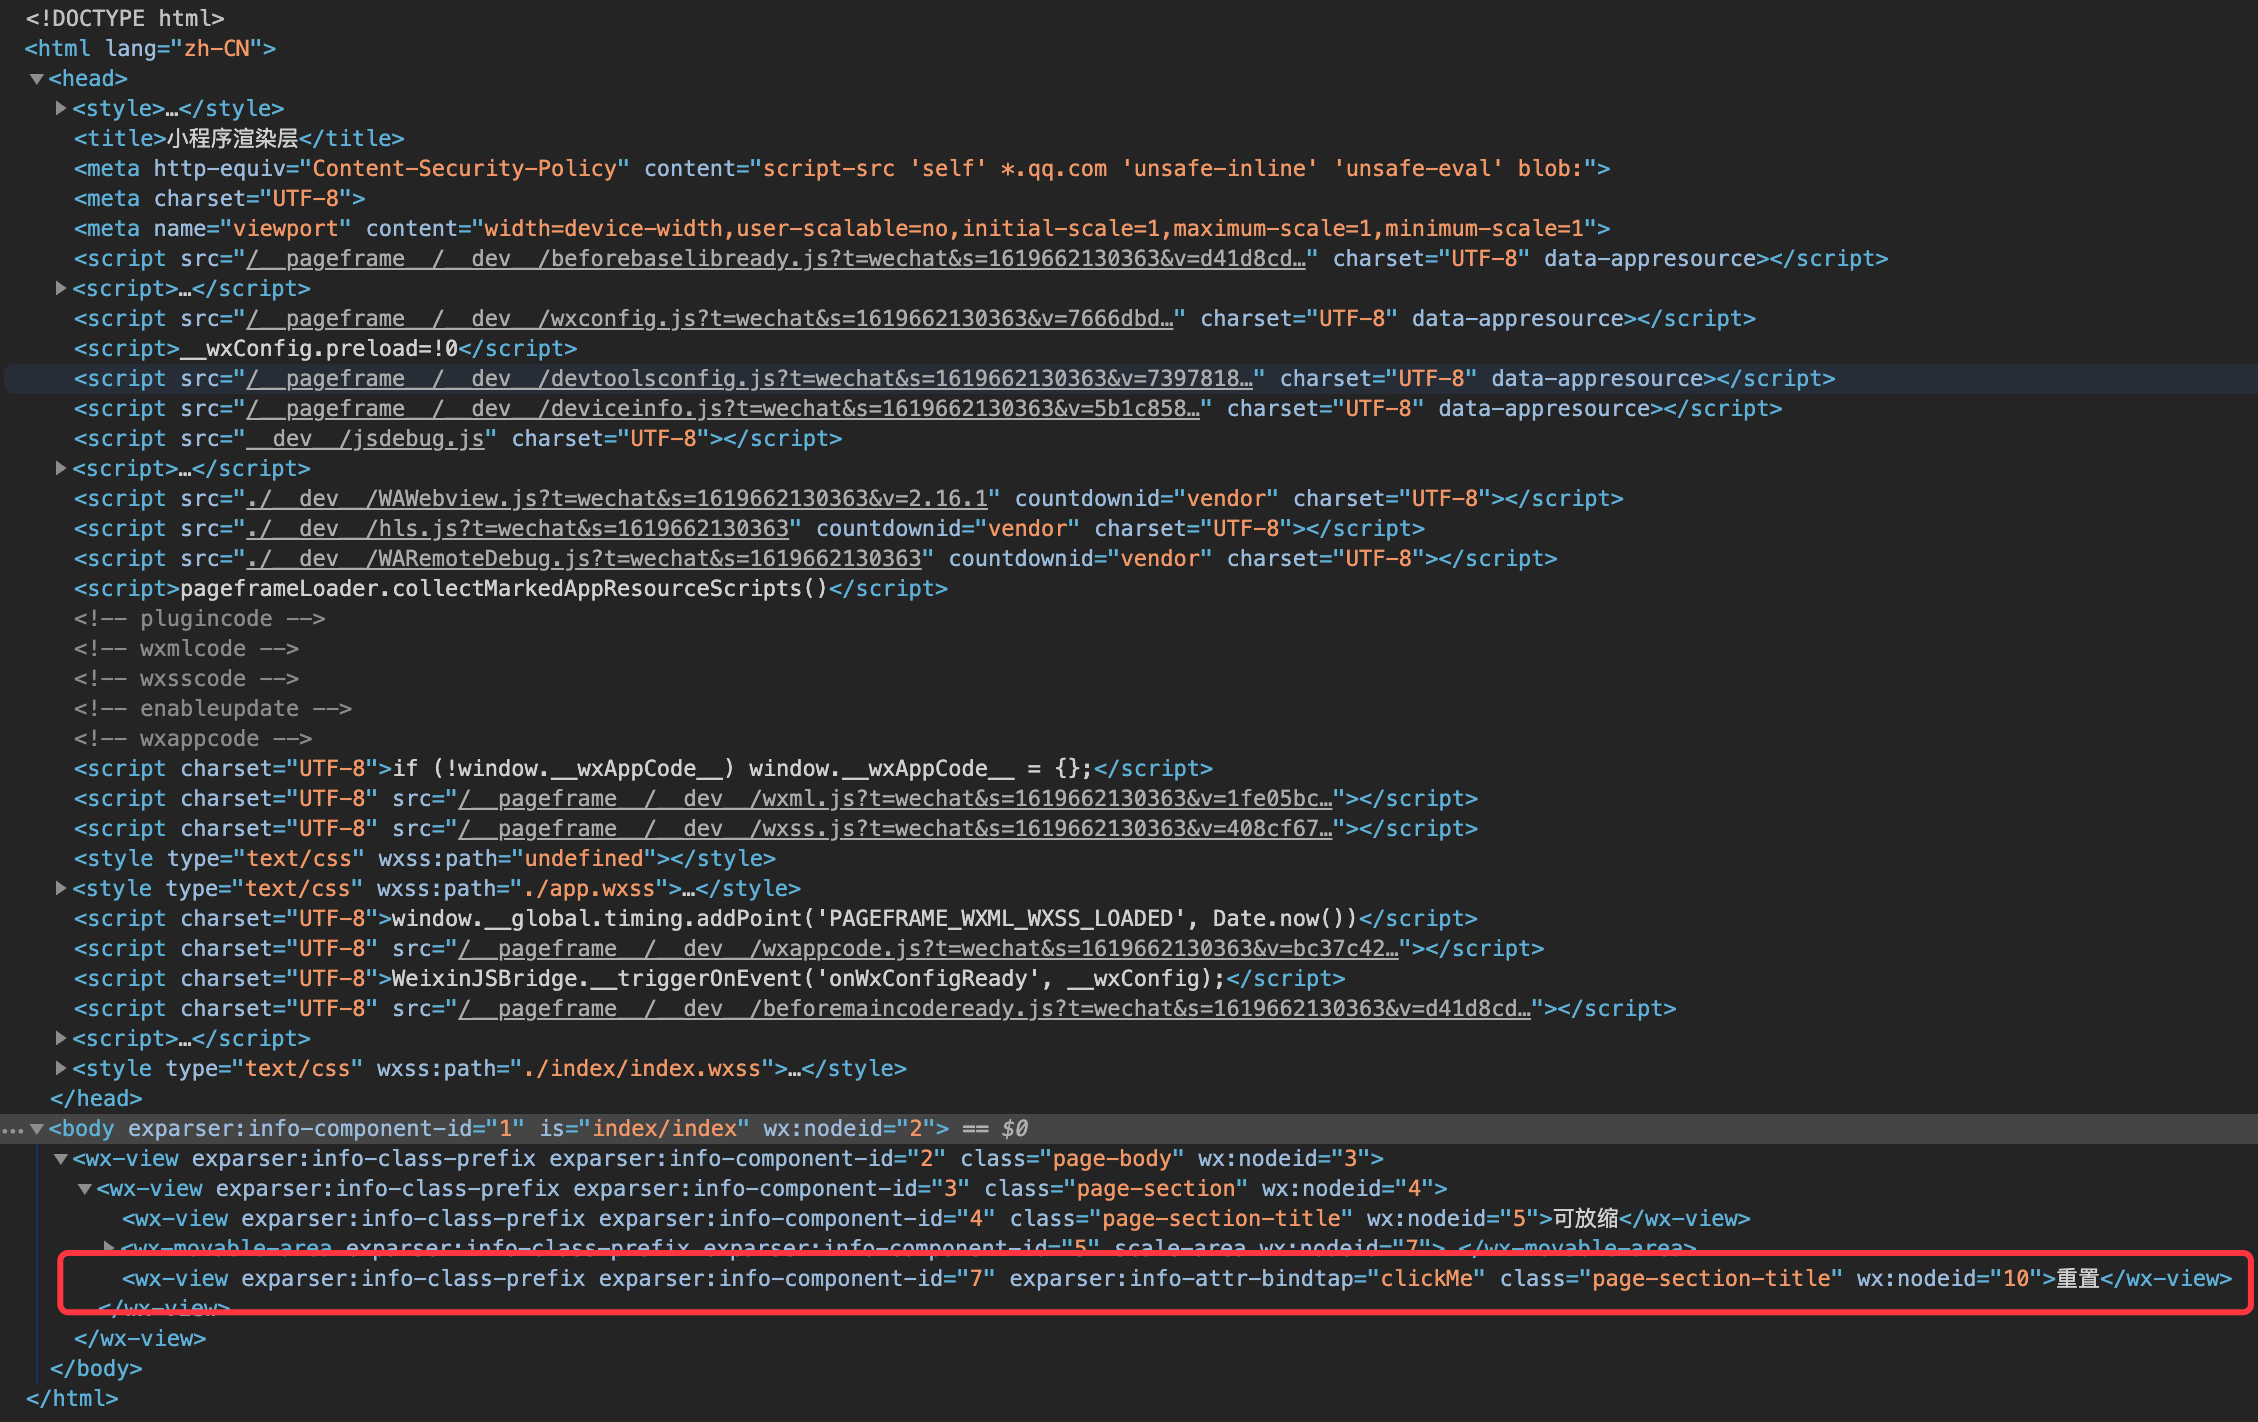 <!DOCTYPE html>
<html lang="zh-CN">
▼<head>
▶<style>…</style>
<title>小程序渲染层</title>
<meta http-equiv="Content-Security-Policy" content="script-src 'self' *.qq.com 'unsafe-inline' 'unsafe-eval' blob:">
<meta charset="UTF-8">
<meta name="viewport" content="width=device-width,user-scalable=no,initial-scale=1,maximum-scale=1,minimum-scale=1">
<script src="/__pageframe__/__dev__/beforebaselibready.js?t=wechat&s=1619662130363&v=d41d8cd…" charset="UTF-8" data-appresource></script>
▶<script>…</script>
<script src="/__pageframe__/__dev__/wxconfig.js?t=wechat&s=1619662130363&v=7666dbd…" charset="UTF-8" data-appresource></script>
<script>__wxConfig.preload=!0</script>
<script src="/__pageframe__/__dev__/devtoolsconfig.js?t=wechat&s=1619662130363&v=7397818…" charset="UTF-8" data-appresource></script>
<script src="/__pageframe__/__dev__/deviceinfo.js?t=wechat&s=1619662130363&v=5b1c858…" charset="UTF-8" data-appresource></script>
<script src="__dev__/jsdebug.js" charset="UTF-8"></script>
▶<script>…</script>
<script src="./__dev__/WAWebview.js?t=wechat&s=1619662130363&v=2.16.1" countdownid="vendor" charset="UTF-8"></script>
<script src="./__dev__/hls.js?t=wechat&s=1619662130363" countdownid="vendor" charset="UTF-8"></script>
<script src="./__dev__/WARemoteDebug.js?t=wechat&s=1619662130363" countdownid="vendor" charset="UTF-8"></script>
<script>pageframeLoader.collectMarkedAppResourceScripts()</script>
<!-- plugincode -->
<!-- wxmlcode -->
<!-- wxsscode -->
<!-- enableupdate -->
<!-- wxappcode -->
<script charset="UTF-8">if (!window.__wxAppCode__) window.__wxAppCode__ = {};</script>
<script charset="UTF-8" src="/__pageframe__/__dev__/wxml.js?t=wechat&s=1619662130363&v=1fe05bc…"></script>
<script charset="UTF-8" src="/__pageframe__/__dev__/wxss.js?t=wechat&s=1619662130363&v=408cf67…"></script>
<style type="text/css" wxss:path="undefined"></style>
▶<style type="text/css" wxss:path="./app.wxss">…</style>
<script charset="UTF-8">window.__global.timing.addPoint('PAGEFRAME_WXML_WXSS_LOADED', Date.now())</script>
<script charset="UTF-8" src="/__pageframe__/__dev__/wxappcode.js?t=wechat&s=1619662130363&v=bc37c42…"></script>
<script charset="UTF-8">WeixinJSBridge.__triggerOnEvent('onWxConfigReady', __wxConfig);</script>
<script charset="UTF-8" src="/__pageframe__/__dev__/beforemaincodeready.js?t=wechat&s=1619662130363&v=d41d8cd…"></script>
▶<script>…</script>
▶<style type="text/css" wxss:path="./index/index.wxss">…</style>
</head>
…▼<body exparser:info-component-id="1" is="index/index" wx:nodeid="2"> == $0
▼<wx-view exparser:info-class-prefix exparser:info-component-id="2" class="page-body" wx:nodeid="3">
▼<wx-view exparser:info-class-prefix exparser:info-component-id="3" class="page-section" wx:nodeid="4">
<wx-view exparser:info-class-prefix exparser:info-component-id="4" class="page-section-title" wx:nodeid="5">可放缩</wx-view>
▶<wx-movable-area exparser:info-class-prefix exparser:info-component-id="5" scale-area wx:nodeid="7">…</wx-movable-area>
<wx-view exparser:info-class-prefix exparser:info-component-id="7" exparser:info-attr-bindtap="clickMe" class="page-section-title" wx:nodeid="10">重置</wx-view>
</wx-view>
</wx-view>
</body>
</html>